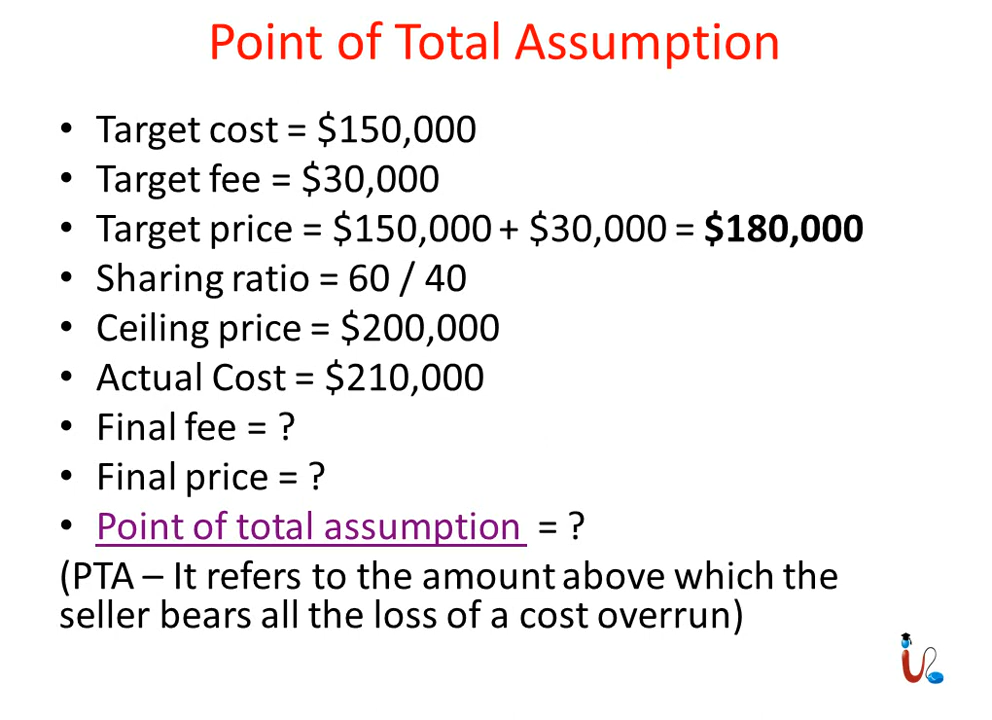 Point of Total Assumption
• Target cost = $150,000
• Target fee = $30,000
• Target price = $150,000 + $30,000 = $180,000
• Sharing ratio = 60 / 40
• Ceiling price = $200,000
• Actual Cost = $210,000
• Final fee = ?
• Final price = ?
• Point of total assumption = ?
(PTA – It refers to the amount above which the
seller bears all the loss of a cost overrun)